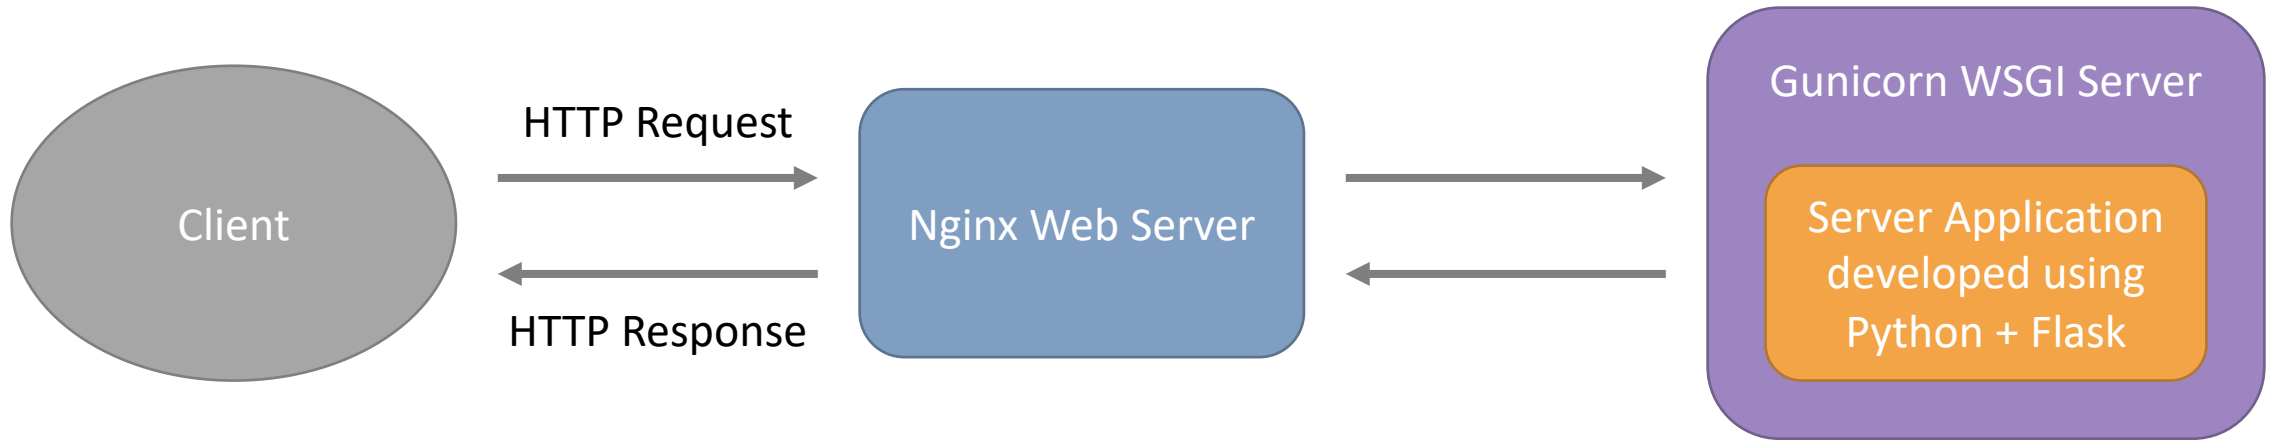 Client
HTTP Request
HTTP Response
Nginx Web Server
Gunicorn WSGI Server
Server Application
developed using
Python + Flask